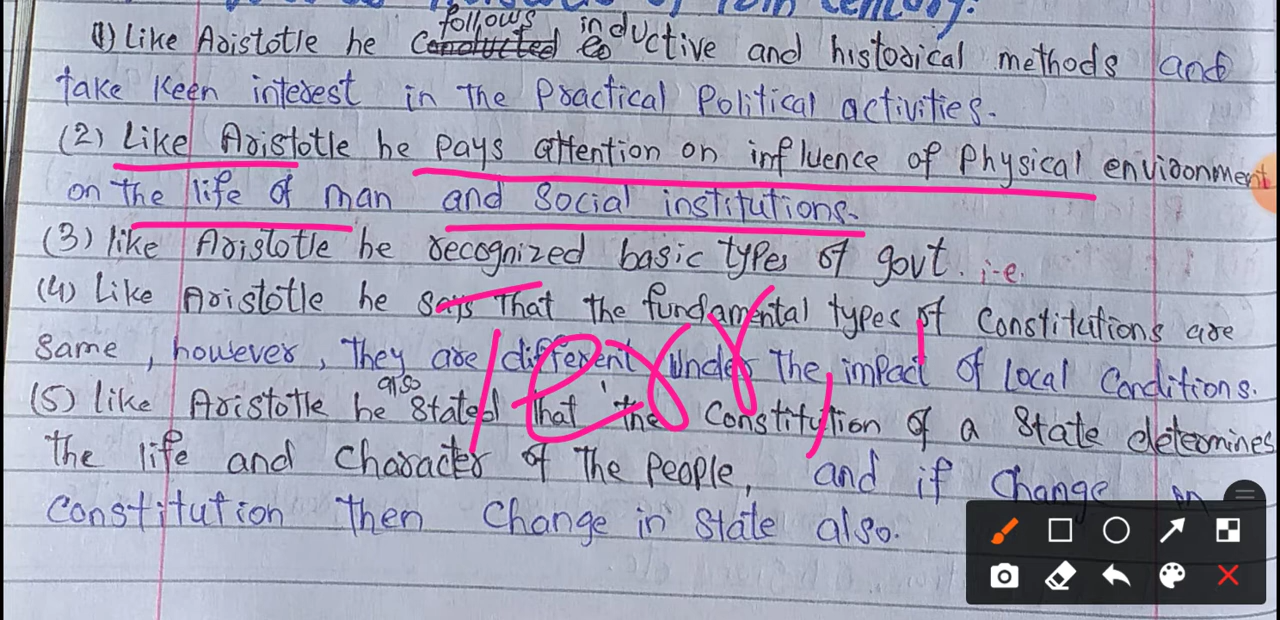 of 18th Century:
(1) Like Aristotle he follows inductive and historical methods and
take keen interest in the Practical Political activities.
(2) Like Aristotle he pays attention on influence of Physical environment
on the life of man and Social institutions.
(3) like Aristotle he recognized basic types of govt. i-e.
(4) Like Aristotle he says that the fundamental types of Constitutions are
same, however, They are different under The impact of local Conditions.
(5) like Aristotle he also stated that the Constitution of a State determines
The life and character of The people, and if change in
Constitution Then change in State also.